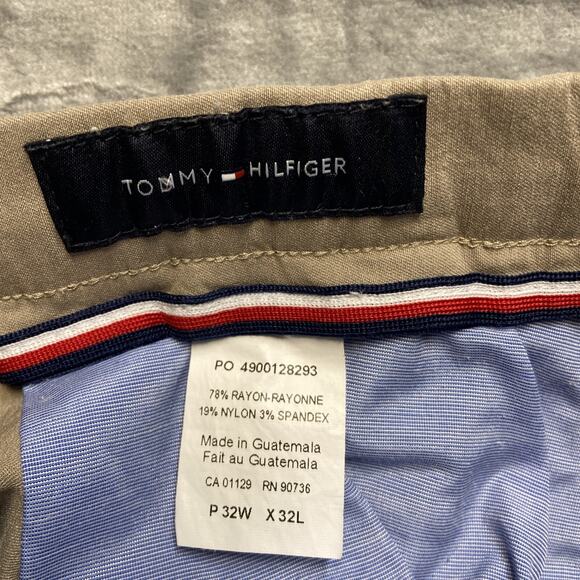 TOMMY HILFIGER
PO 4900128293
78% RAYON-RAYONNE
19% NYLON 3% SPANDEX
Made in Guatemala
Fait au Guatemala
CA 01129 RN 90736
P 32W X 32L